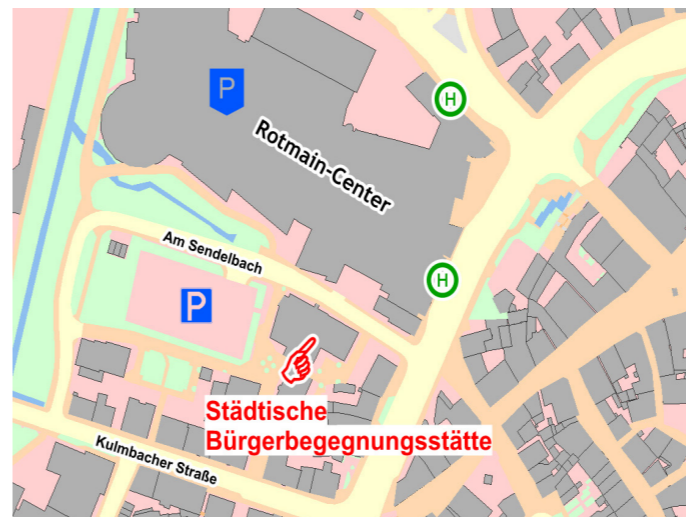 P
H
Rotmain-Center
Am Sendelbach
H
P
Städtische
Bürgerbegegnungsstätte
Kulmbacher Straße